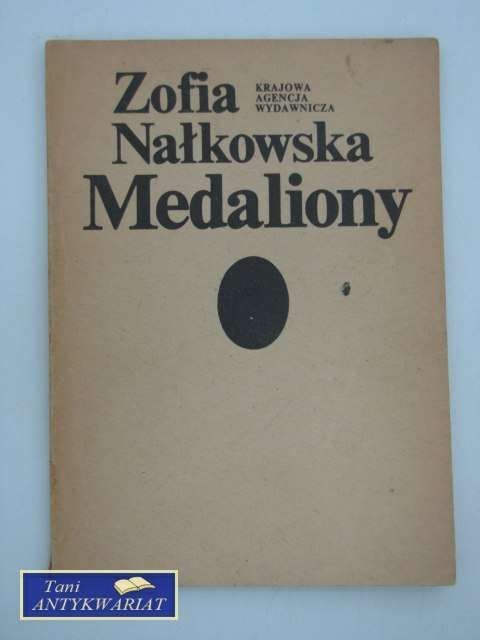 Zofia
KRAJOWA
AGENCJA
WYDAWNICZA
Nałkowska
Medaliony
Tani
ANTYKWARIAT